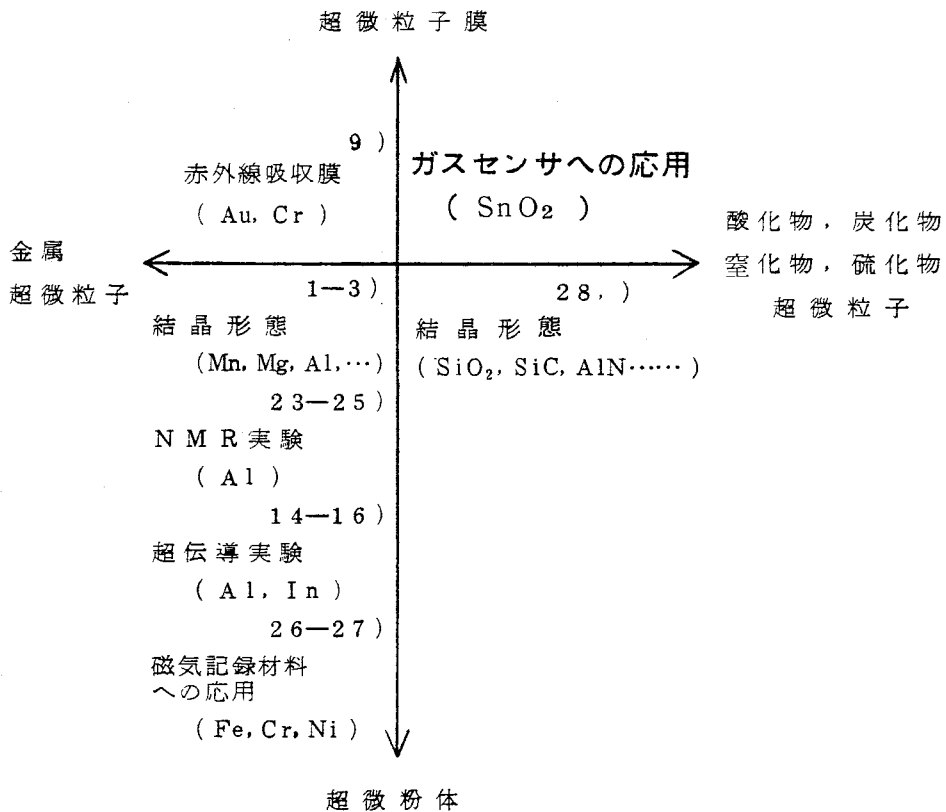 超微粒子膜
9)
赤外線吸収膜
(Au, Cr)
ガスセンサへの応用
(SnO₂)
金属
超微粒子
酸化物，炭化物
窒化物，硫化物
超微粒子
1—3)
結晶形態
(Mn, Mg, Al, …)
28, )
結晶形態
(SiO₂, SiC, AlN……)
23—25)
NMR実験
(Al)
14—16)
超伝導実験
(Al, In)
26—27)
磁気記録材料
への応用
(Fe, Cr, Ni)
超微粉体